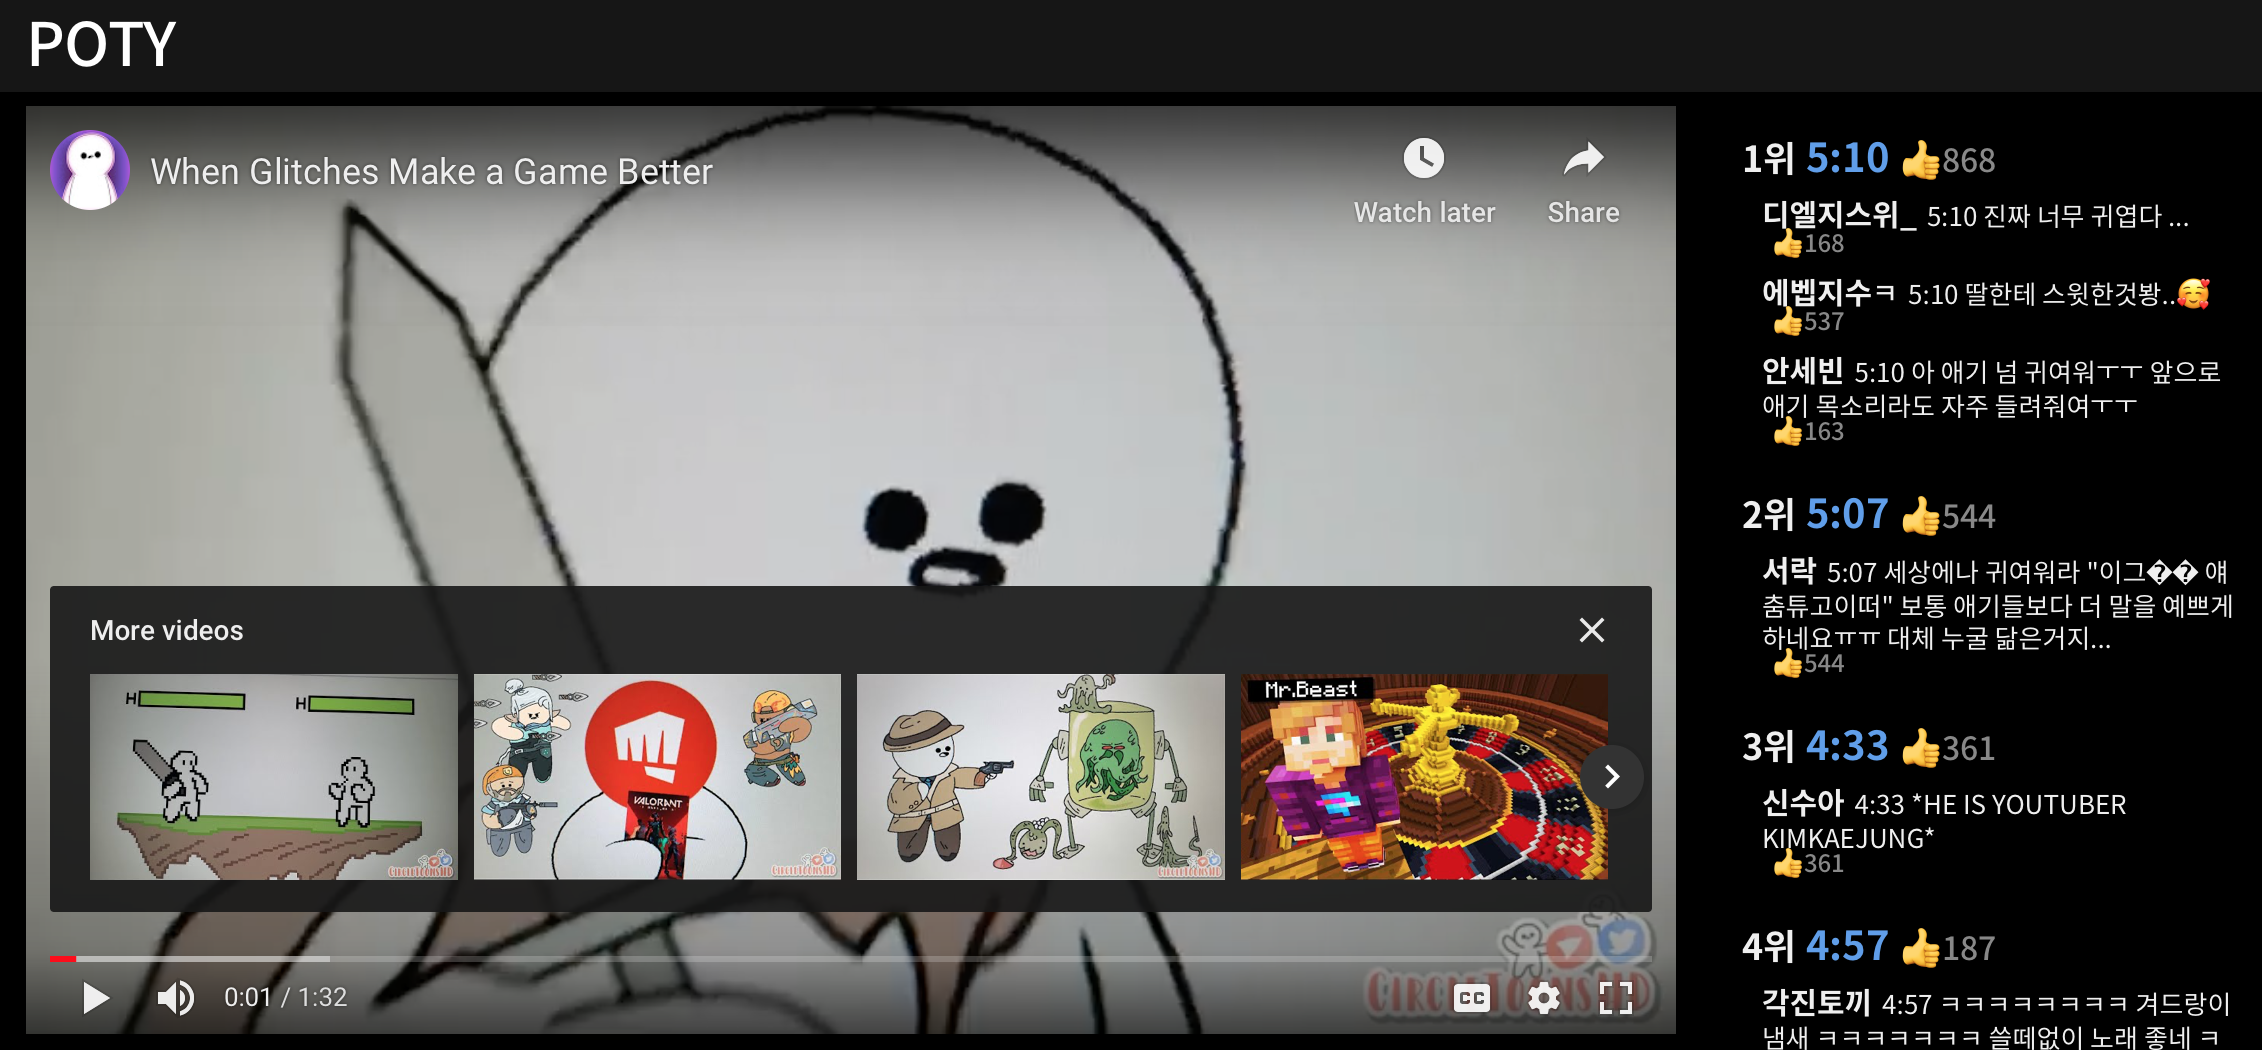 POTY
When Glitches Make a Game Better
Watch later
Share
More videos
H
H
CIRCLETOONSHD
VALORANT
CIRCLETOONSHD
CIRCLETOONSHD
Mr.Beast
CIRCLETOONSHD
0:01 / 1:32
CC
1위 5:10 👍868
디엘지스위_ 5:10 진짜 너무 귀엽다 ...
👍168
에벱지수ㅋ 5:10 딸한테 스윗한것봥..🥰
👍537
안세빈 5:10 아 애기 넘 귀여워ㅜㅜ 앞으로
애기 목소리라도 자주 들려줘여ㅜㅜ
👍163
2위 5:07 👍544
서락 5:07 세상에나 귀여워라 "이그�� 얘
춤튜고이떠" 보통 애기들보다 더 말을 예쁘게
하네요ㅠㅠ 대체 누굴 닮은거지...
👍544
3위 4:33 👍361
신수아 4:33 *HE IS YOUTUBER
KIMKAEJUNG*
👍361
4위 4:57 👍187
각진토끼 4:57 ㅋㅋㅋㅋㅋㅋㅋㅋ 겨드랑이
냄새 ㅋㅋㅋㅋㅋㅋㅋ 쓸떼없이 노래 좋네 ㅋ